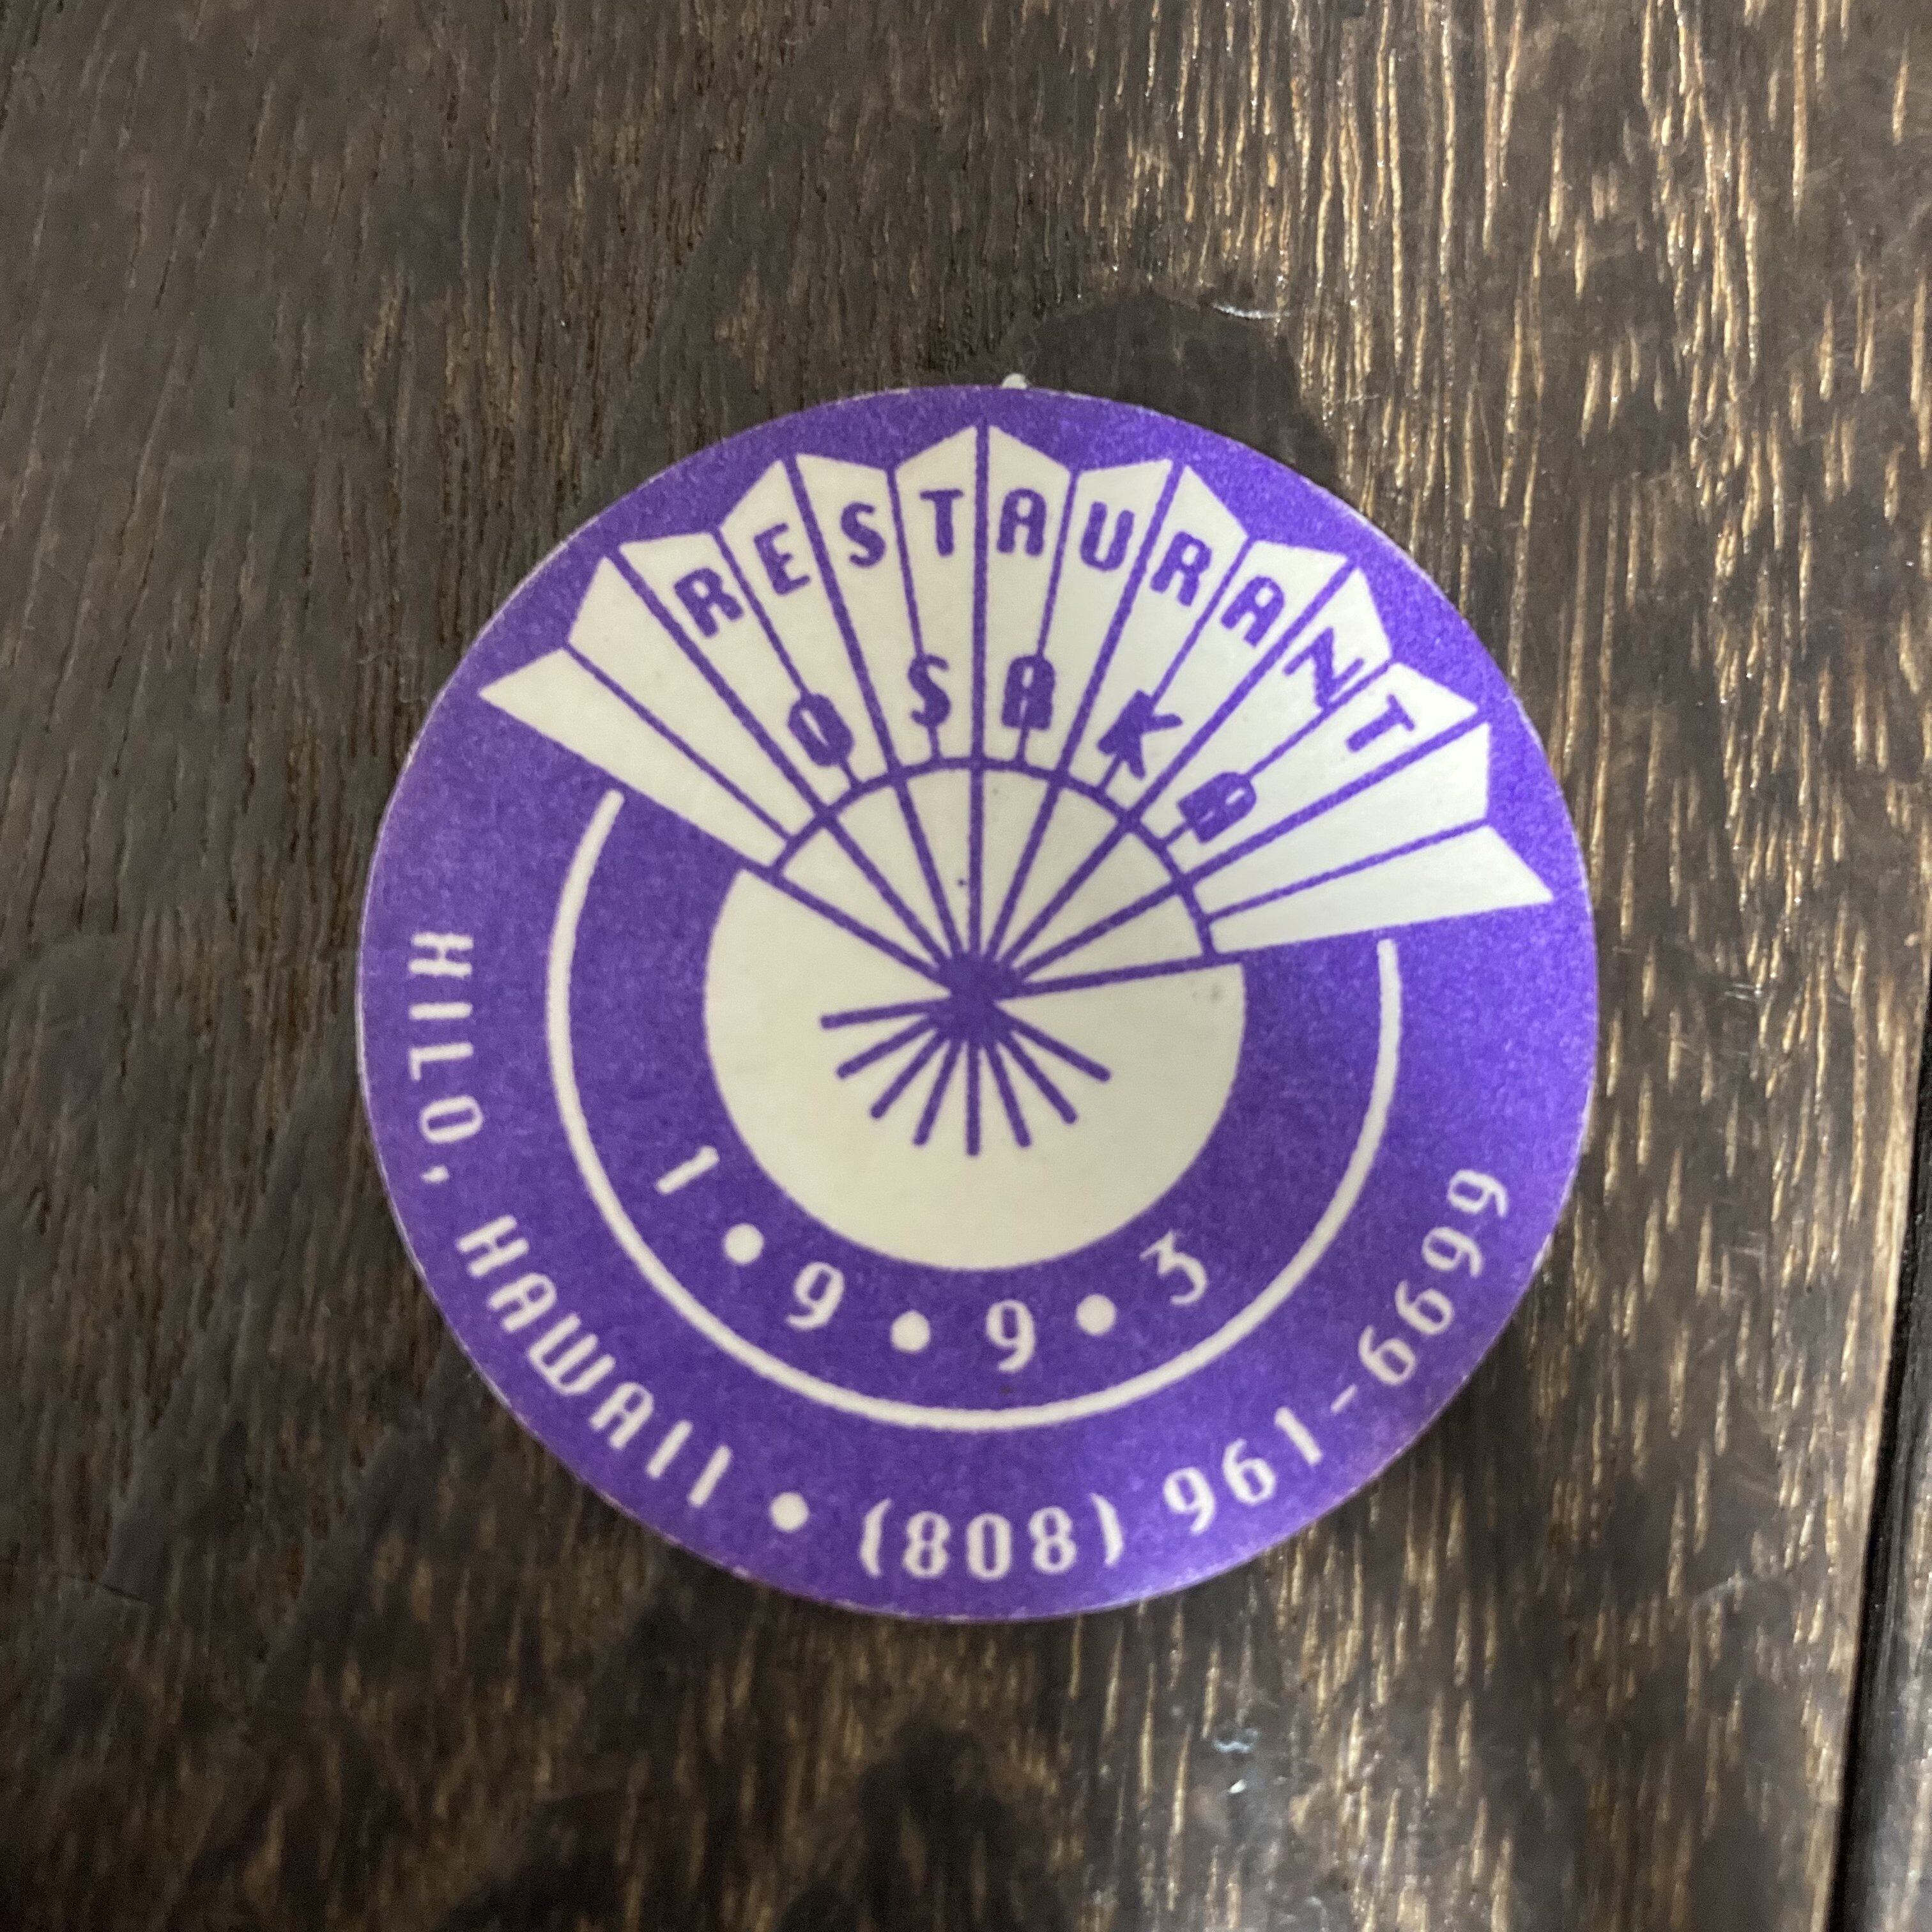 RESTAURANT
OSAKA
1•9•9•3
HILO, HAWAII • (808) 961-6699